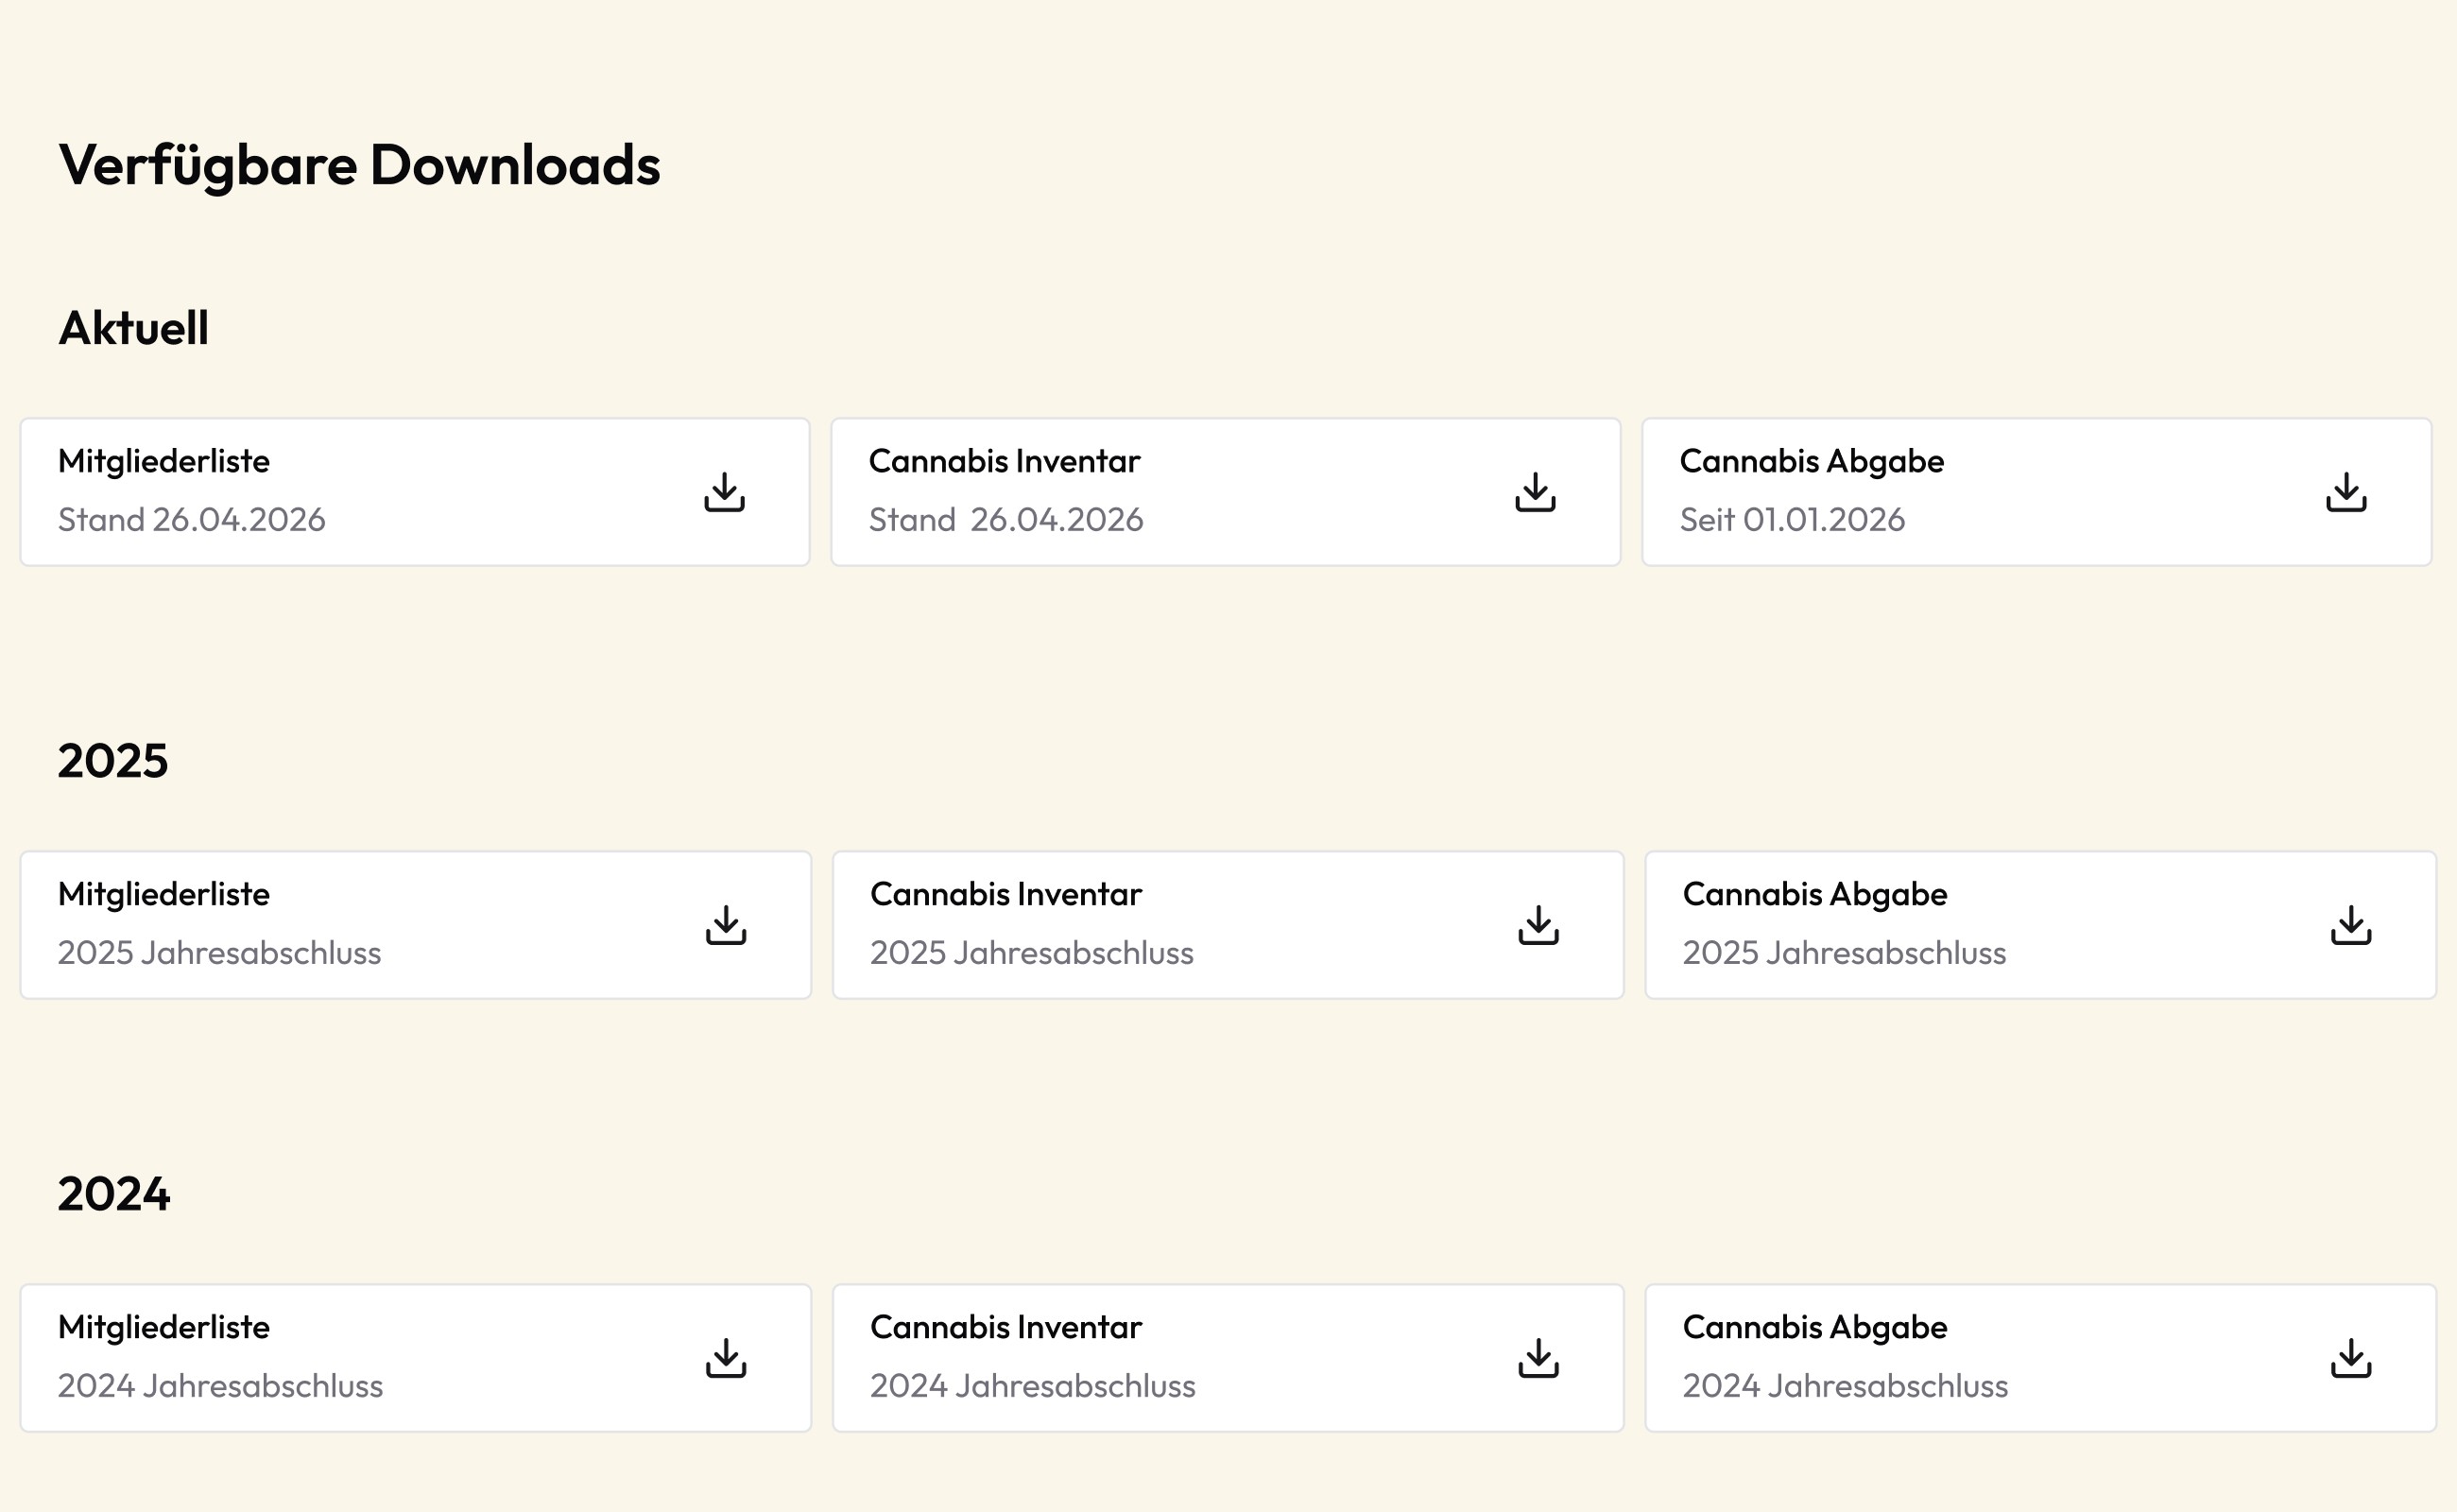 Verfügbare Downloads
Aktuell
Mitgliederliste
Stand 26.04.2026
Cannabis Inventar
Stand  26.04.2026
Cannabis Abgabe
Seit 01.01.2026
2025
Mitgliederliste
2025 Jahresabschluss
Cannabis Inventar
2025 Jahresabschluss
Cannabis Abgabe
2025 Jahresabschluss
2024
Mitgliederliste
2024 Jahresabschluss
Cannabis Inventar
2024 Jahresabschluss
Cannabis Abgabe
2024 Jahresabschluss